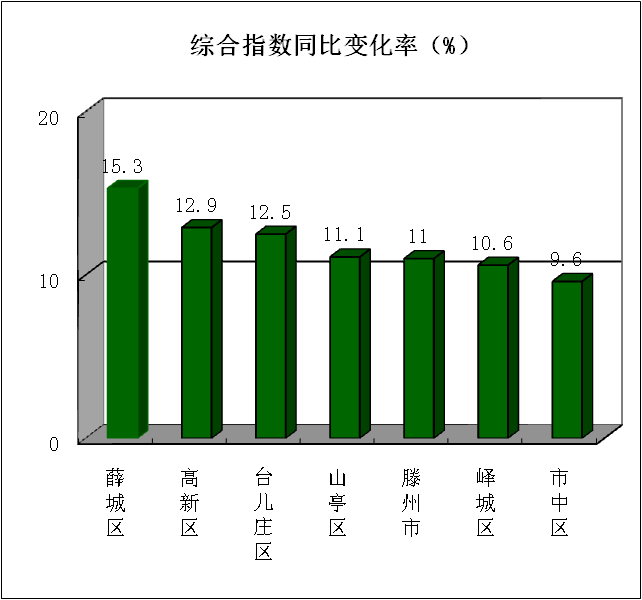 综合指数同比变化率（%）
20
10
0
15.3
12.9
12.5
11.1
11
10.6
9.6
薛城区
高新区
台儿庄区
山亭区
滕州市
峄城区
市中区